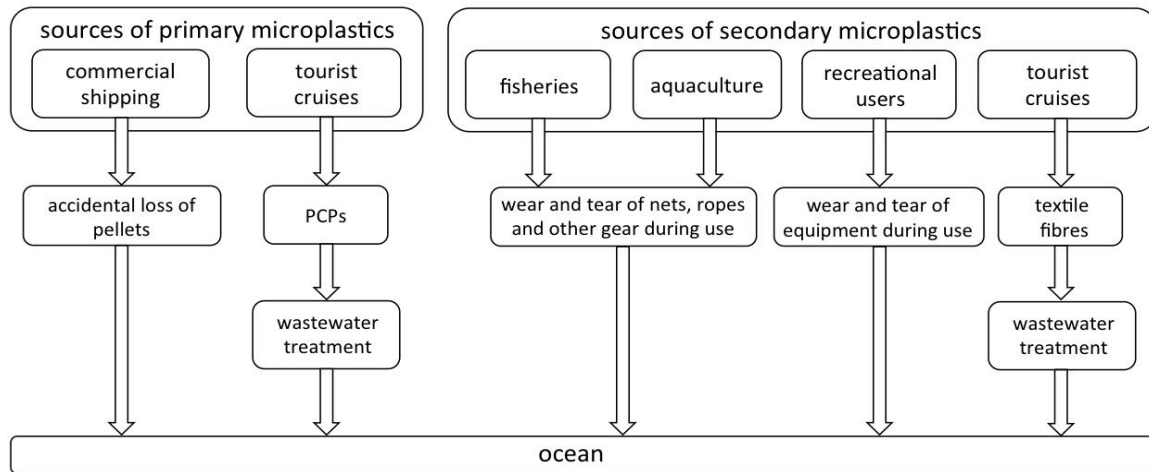 sources of primary microplastics
commercial
shipping
tourist
cruises
accidental loss of
pellets
PCPs
wastewater
treatment
sources of secondary microplastics
fisheries
aquaculture
recreational
users
tourist
cruises
wear and tear of nets, ropes
and other gear during use
wear and tear of
equipment during use
textile
fibres
wastewater
treatment
ocean